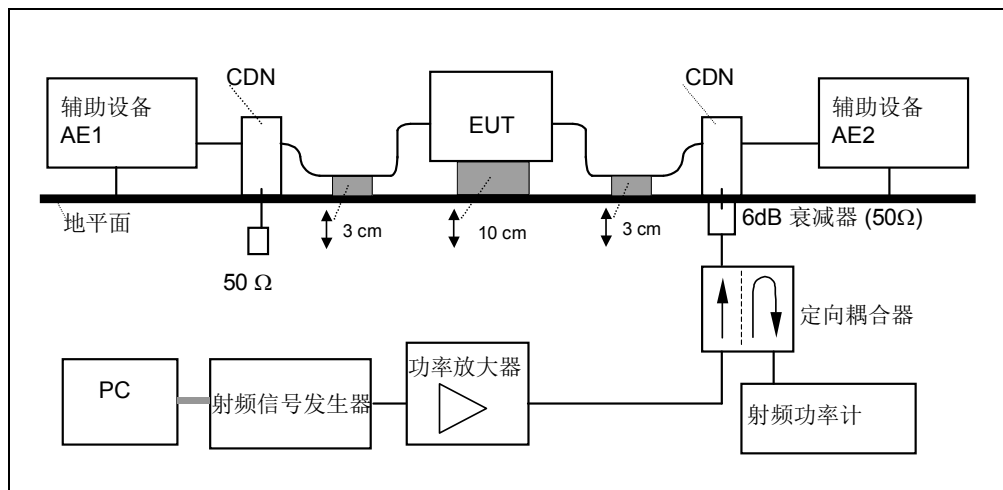 CDN
CDN
辅助设备
AE1
EUT
辅助设备
AE2
地平面
3 cm
10 cm
3 cm
6dB 衰减器 (50Ω)
50 Ω
定向耦合器
PC
射频信号发生器
功率放大器
射频功率计